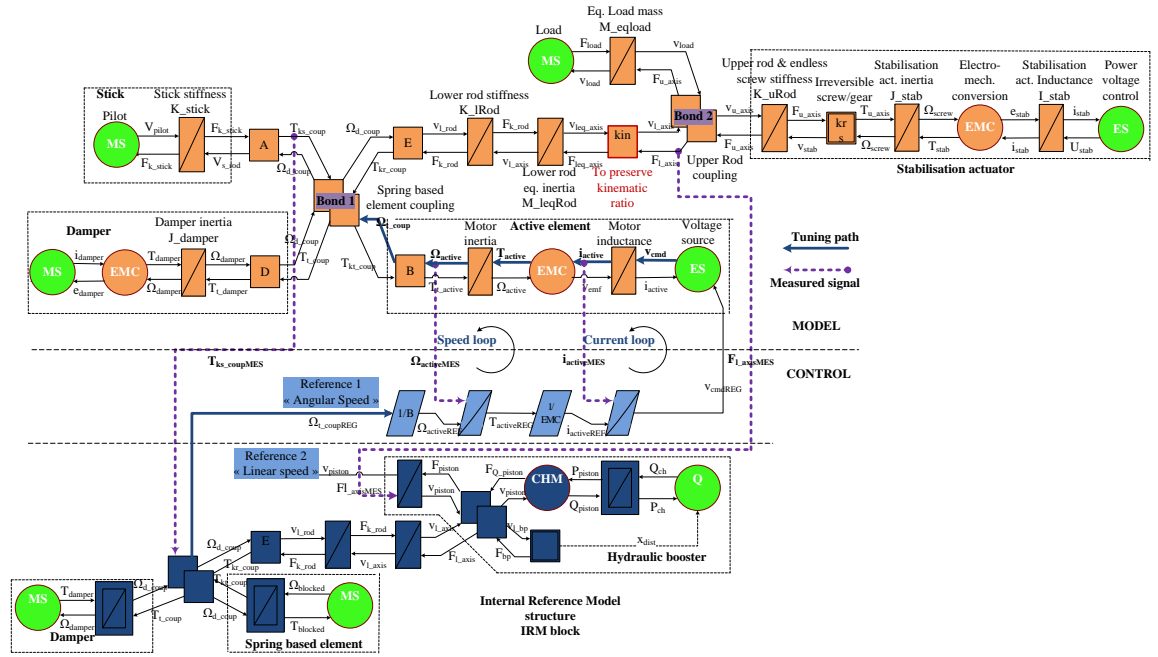 Eq. Load mass
M_eqload
Load
MS
F_load
v_load
v_load
F_u_axis
Bond 2
v_u_axis
F_u_axis
Upper rod & endless
screw stiffness
K_uRod
F_u_axis
v_stab
Irreversible
screw/gear
kr
s
T_u_axis
Ω_screw
Stabilisation
act. inertia
J_stab
Ω_screw
T_stab
Electro-
mech.
conversion
EMC
e_stab
i_stab
Stabilisation
act. Inductance
I_stab
i_stab
U_stab
Power
voltage
control
ES
Stabilisation actuator
Stick
Pilot
MS
V_pilot
F_k_stick
Stick stiffness
K_stick
F_k_stick
V_s_rod
A
T_ks_coup
Ω_d_coup
Ω_d_coup
T_kr_coup
E
v_l_rod
F_k_rod
Lower rod stiffness
K_lRod
F_k_rod
v_l_axis
Lower rod
eq. inertia
M_leqRod
v_leq_axis
F_leq_axis
kin
To preserve
kinematic
ratio
v_l_axis
F_l_axis
Upper Rod
coupling
Bond 1
Spring based
element coupling
Damper
MS
i_damper
e_damper
EMC
T_damper
Ω_damper
Damper inertia
J_damper
Ω_damper
T_t_damper
D
Ω_d_coup
T_t_coup
Ω_t_coup
T_kt_coup
Active element
B
Ω_active
T_t_active
Motor
inertia
T_active
Ω_active
EMC
i_active
v_emf
Motor
inductance
v_cmd
i_active
Voltage
source
ES
Tuning path
Measured signal
Speed loop
Current loop
MODEL
CONTROL
T_ks_coupMES
Ω_activeMES
i_activeMES
F_l_axisMES
v_cmdREG
Reference 1
« Angular Speed »
Ω_t_coupREG
1/B
Ω_activeREG
T_activeREG
1/
EMC
i_activeREF
Reference 2
« Linear speed »
v_piston
Fl_axisMES
F_piston
v_piston
F_Q_piston
v_piston
CHM
P_piston
Q_piston
Q_ch
P_ch
Q
v_l_bp
F_bp
x_dist
Hydraulic booster
Ω_d_coup
T_kr_coup
E
v_l_rod
F_k_rod
F_k_rod
v_l_axis
v_l_axis
F_l_axis
MS
T_damper
Ω_damper
Damper
Ω_d_coup
T_t_coup
Ω_d_coup
Ω_blocked
T_blocked
MS
Spring based element
Internal Reference Model
structure
IRM block